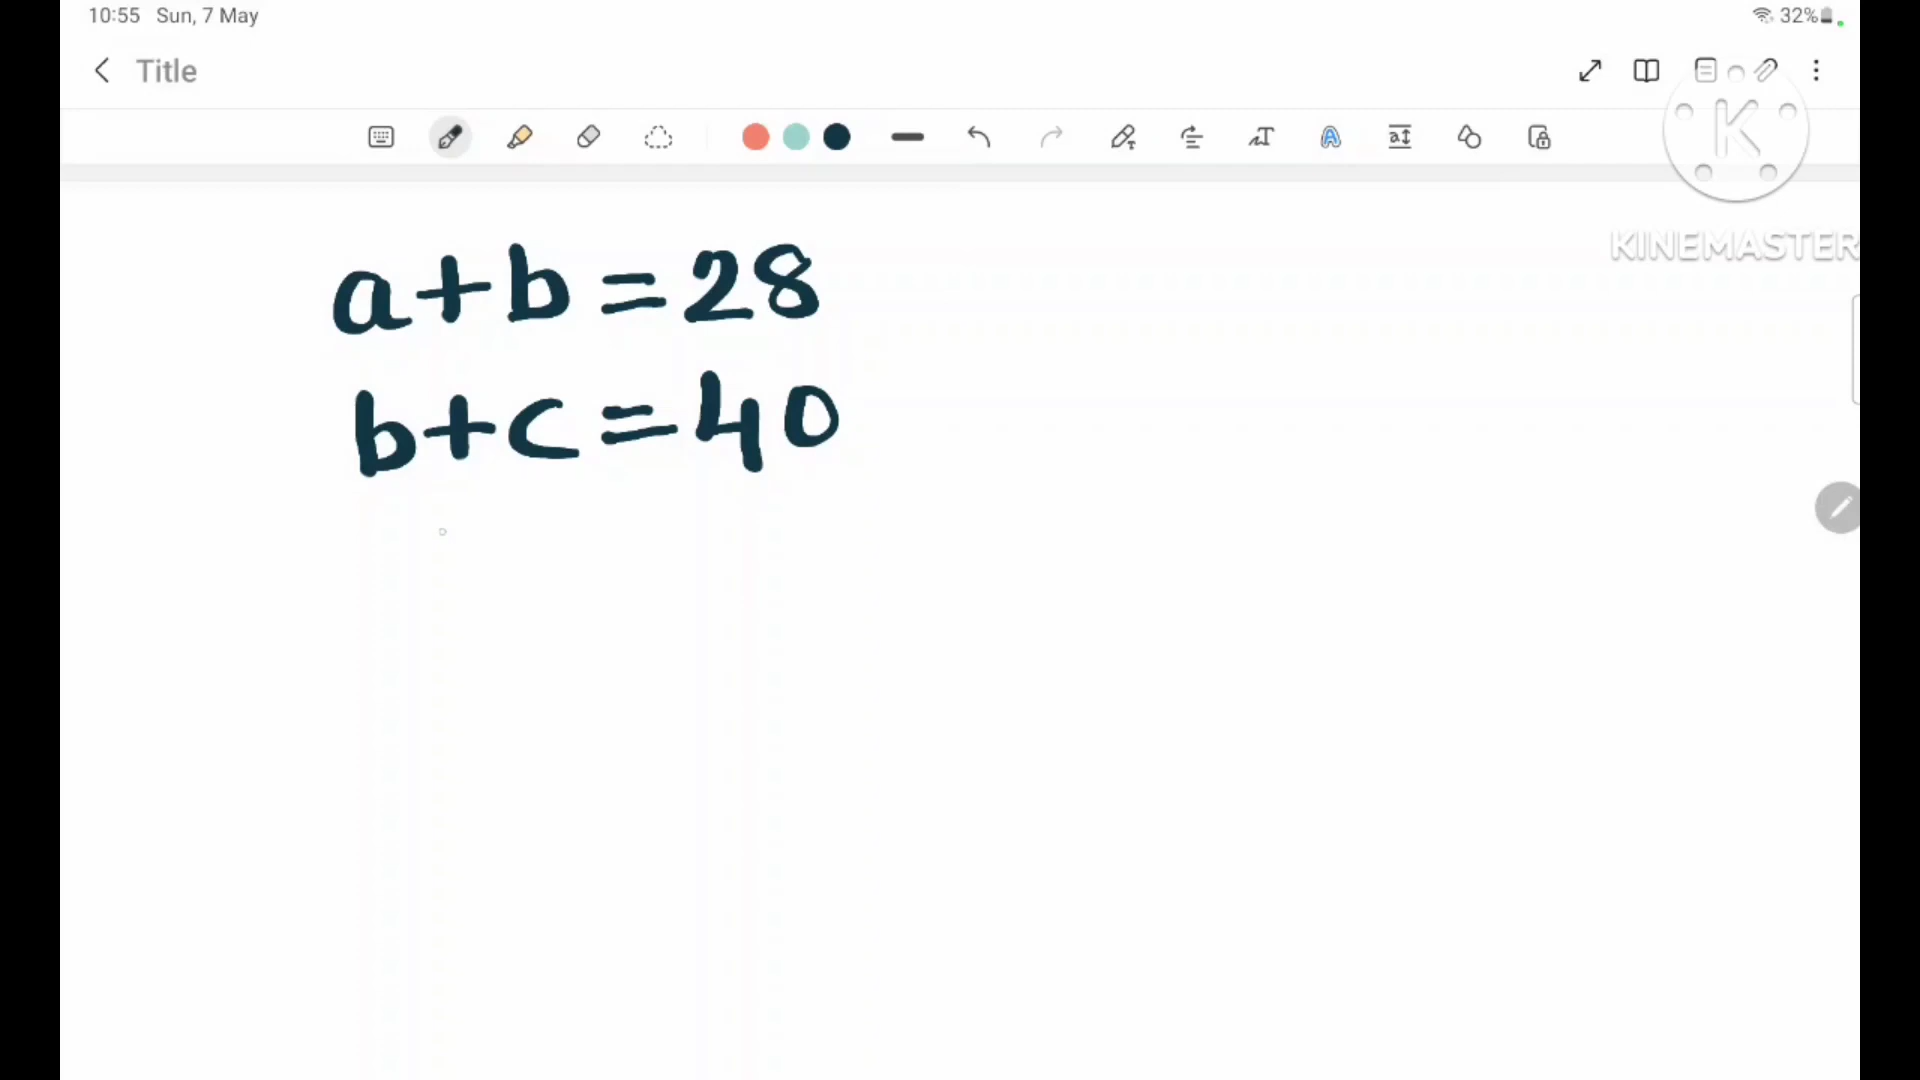 10:55 Sun, 7 May 32%
Title
K
KINEMASTER
a+b=28
b+c=40